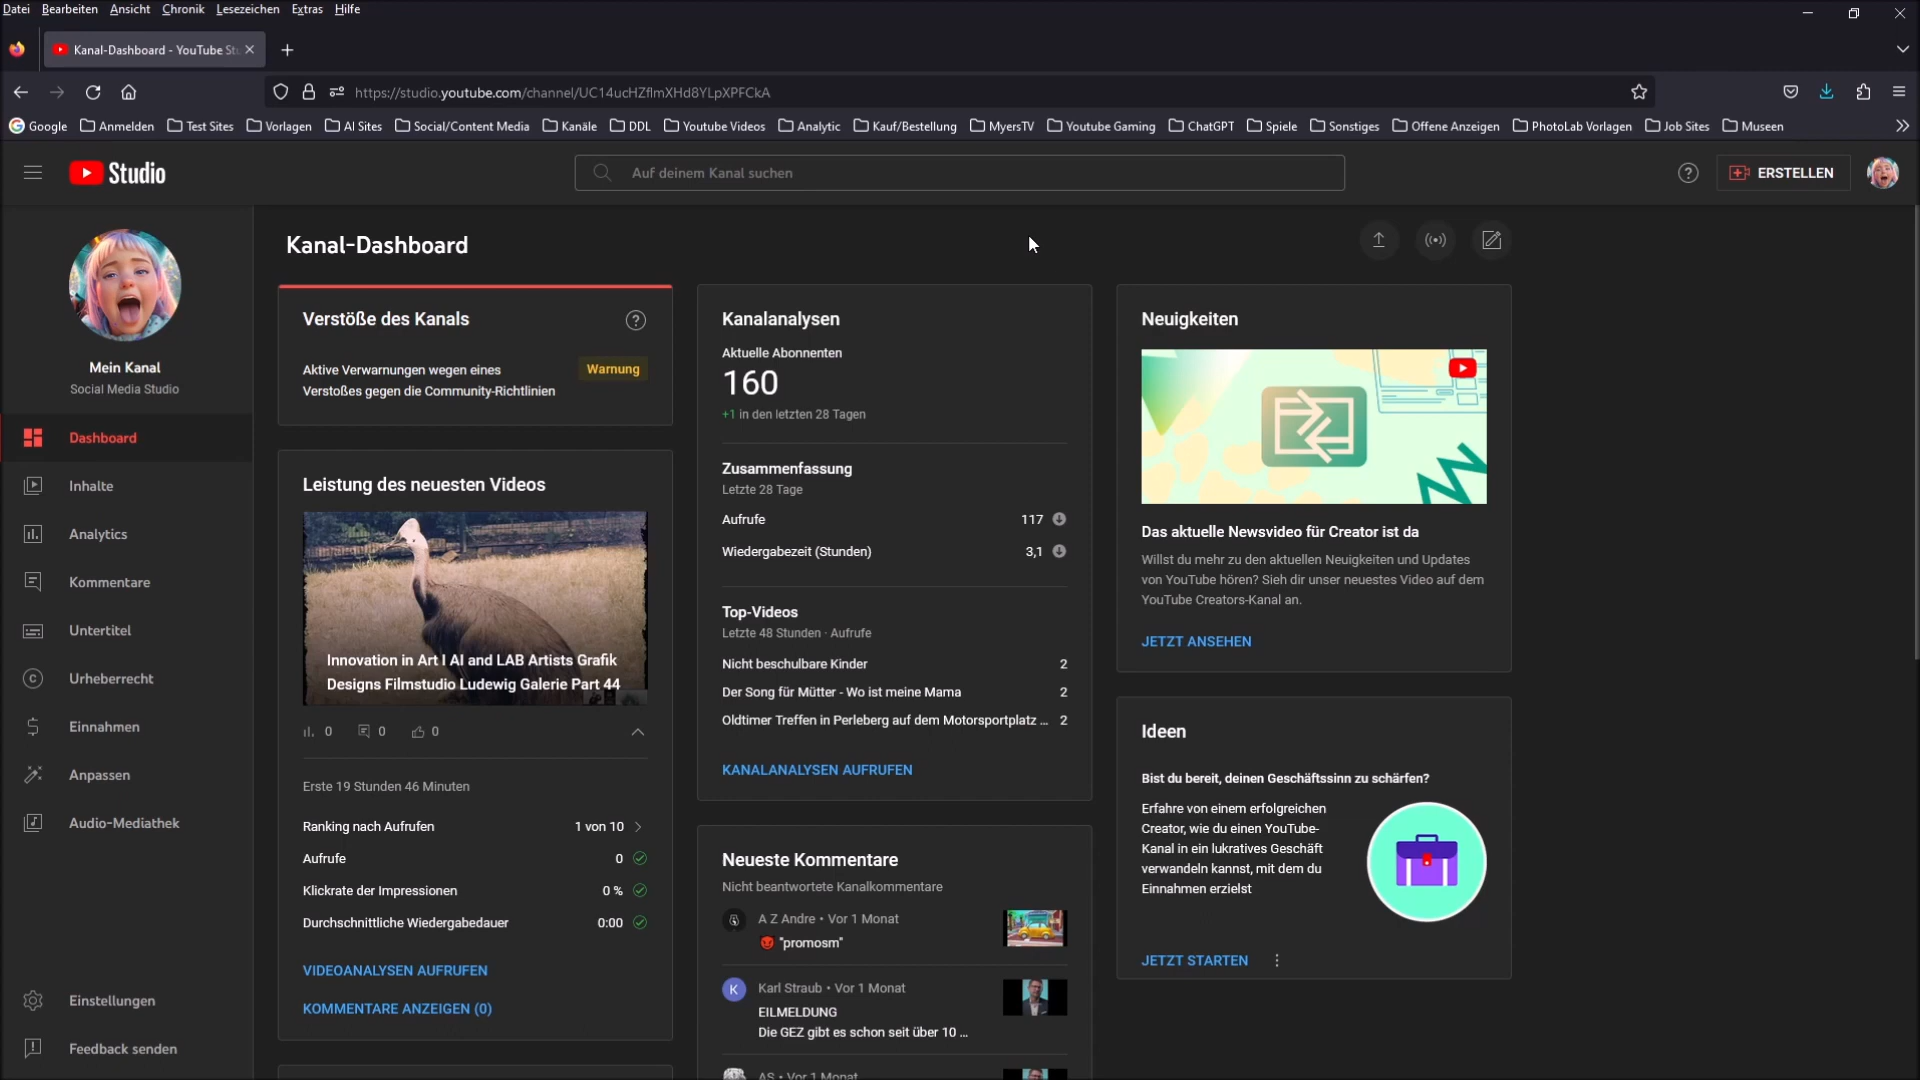 Datei Bearbeiten Ansicht Chronik Lesezeichen Extras Hilfe
Kanal-Dashboard - YouTube Stu
https://studio.youtube.com/channel/UC14ucHZflmXHd8YLpXPFCkA
Google Anmelden Test Sites Vorlagen AI Sites Social/Content Media Kanäle DDL Youtube Videos Analytic Kauf/Bestellung MyersTV Youtube Gaming ChatGPT Spiele Sonstiges Offene Anzeigen PhotoLab Vorlagen Job Sites Museen
Studio
Auf deinem Kanal suchen
ERSTELLEN
Mein Kanal
Social Media Studio
Dashboard
Inhalte
Analytics
Kommentare
Untertitel
Urheberrecht
Einnahmen
Anpassen
Audio-Mediathek
Einstellungen
Feedback senden
Kanal-Dashboard
Verstöße des Kanals
Aktive Verwarnungen wegen eines
Verstoßes gegen die Community-Richtlinien
Warnung
Leistung des neuesten Videos
Innovation in Art I AI and LAB Artists Grafik
Designs Filmstudio Ludewig Galerie Part 44
0 0 0
Erste 19 Stunden 46 Minuten
Ranking nach Aufrufen 1 von 10
Aufrufe 0
Klickrate der Impressionen 0 %
Durchschnittliche Wiedergabedauer 0:00
VIDEOANALYSEN AUFRUFEN
KOMMENTARE ANZEIGEN (0)
Kanalanalysen
Aktuelle Abonnenten
160
+1 in den letzten 28 Tagen
Zusammenfassung
Letzte 28 Tage
Aufrufe 117
Wiedergabezeit (Stunden) 3,1
Top-Videos
Letzte 48 Stunden · Aufrufe
Nicht beschulbare Kinder 2
Der Song für Mütter - Wo ist meine Mama 2
Oldtimer Treffen in Perleberg auf dem Motorsportplatz ... 2
KANALANALYSEN AUFRUFEN
Neueste Kommentare
Nicht beantwortete Kanalkommentare
A Z Andre • Vor 1 Monat
"promosm"
K
Karl Straub • Vor 1 Monat
EILMELDUNG
Die GEZ gibt es schon seit über 10 ...
AS • Vor 1 Monat
Neuigkeiten
Das aktuelle Newsvideo für Creator ist da
Willst du mehr zu den aktuellen Neuigkeiten und Updates
von YouTube hören? Sieh dir unser neuestes Video auf dem
YouTube Creators-Kanal an.
JETZT ANSEHEN
Ideen
Bist du bereit, deinen Geschäftssinn zu schärfen?
Erfahre von einem erfolgreichen
Creator, wie du einen YouTube-
Kanal in ein lukratives Geschäft
verwandeln kannst, mit dem du
Einnahmen erzielst
JETZT STARTEN